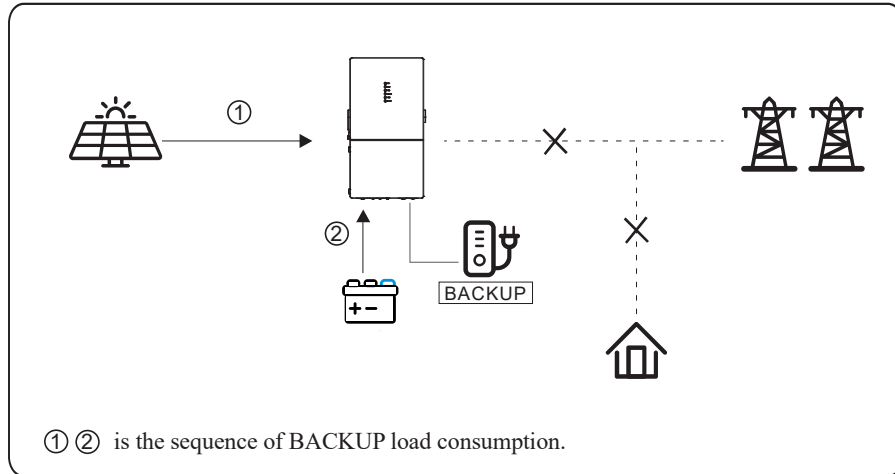 ①
②
+ -
BACKUP
① ② is the sequence of BACKUP load consumption.